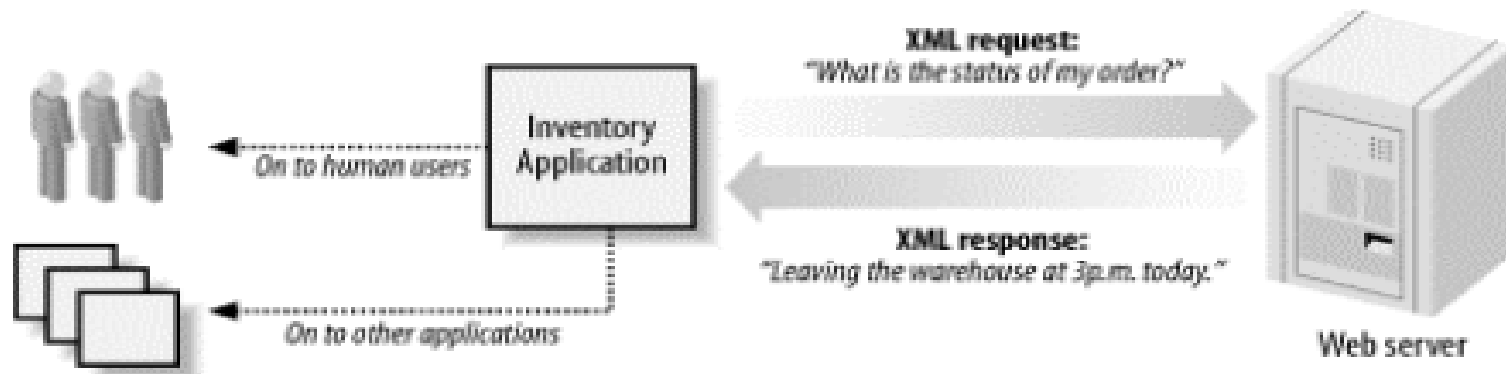 XML request:
"What is the status of my order?"
Inventory
Application
On to human users
XML response:
"Leaving the warehouse at 3p.m. today."
On to other applications
Web server